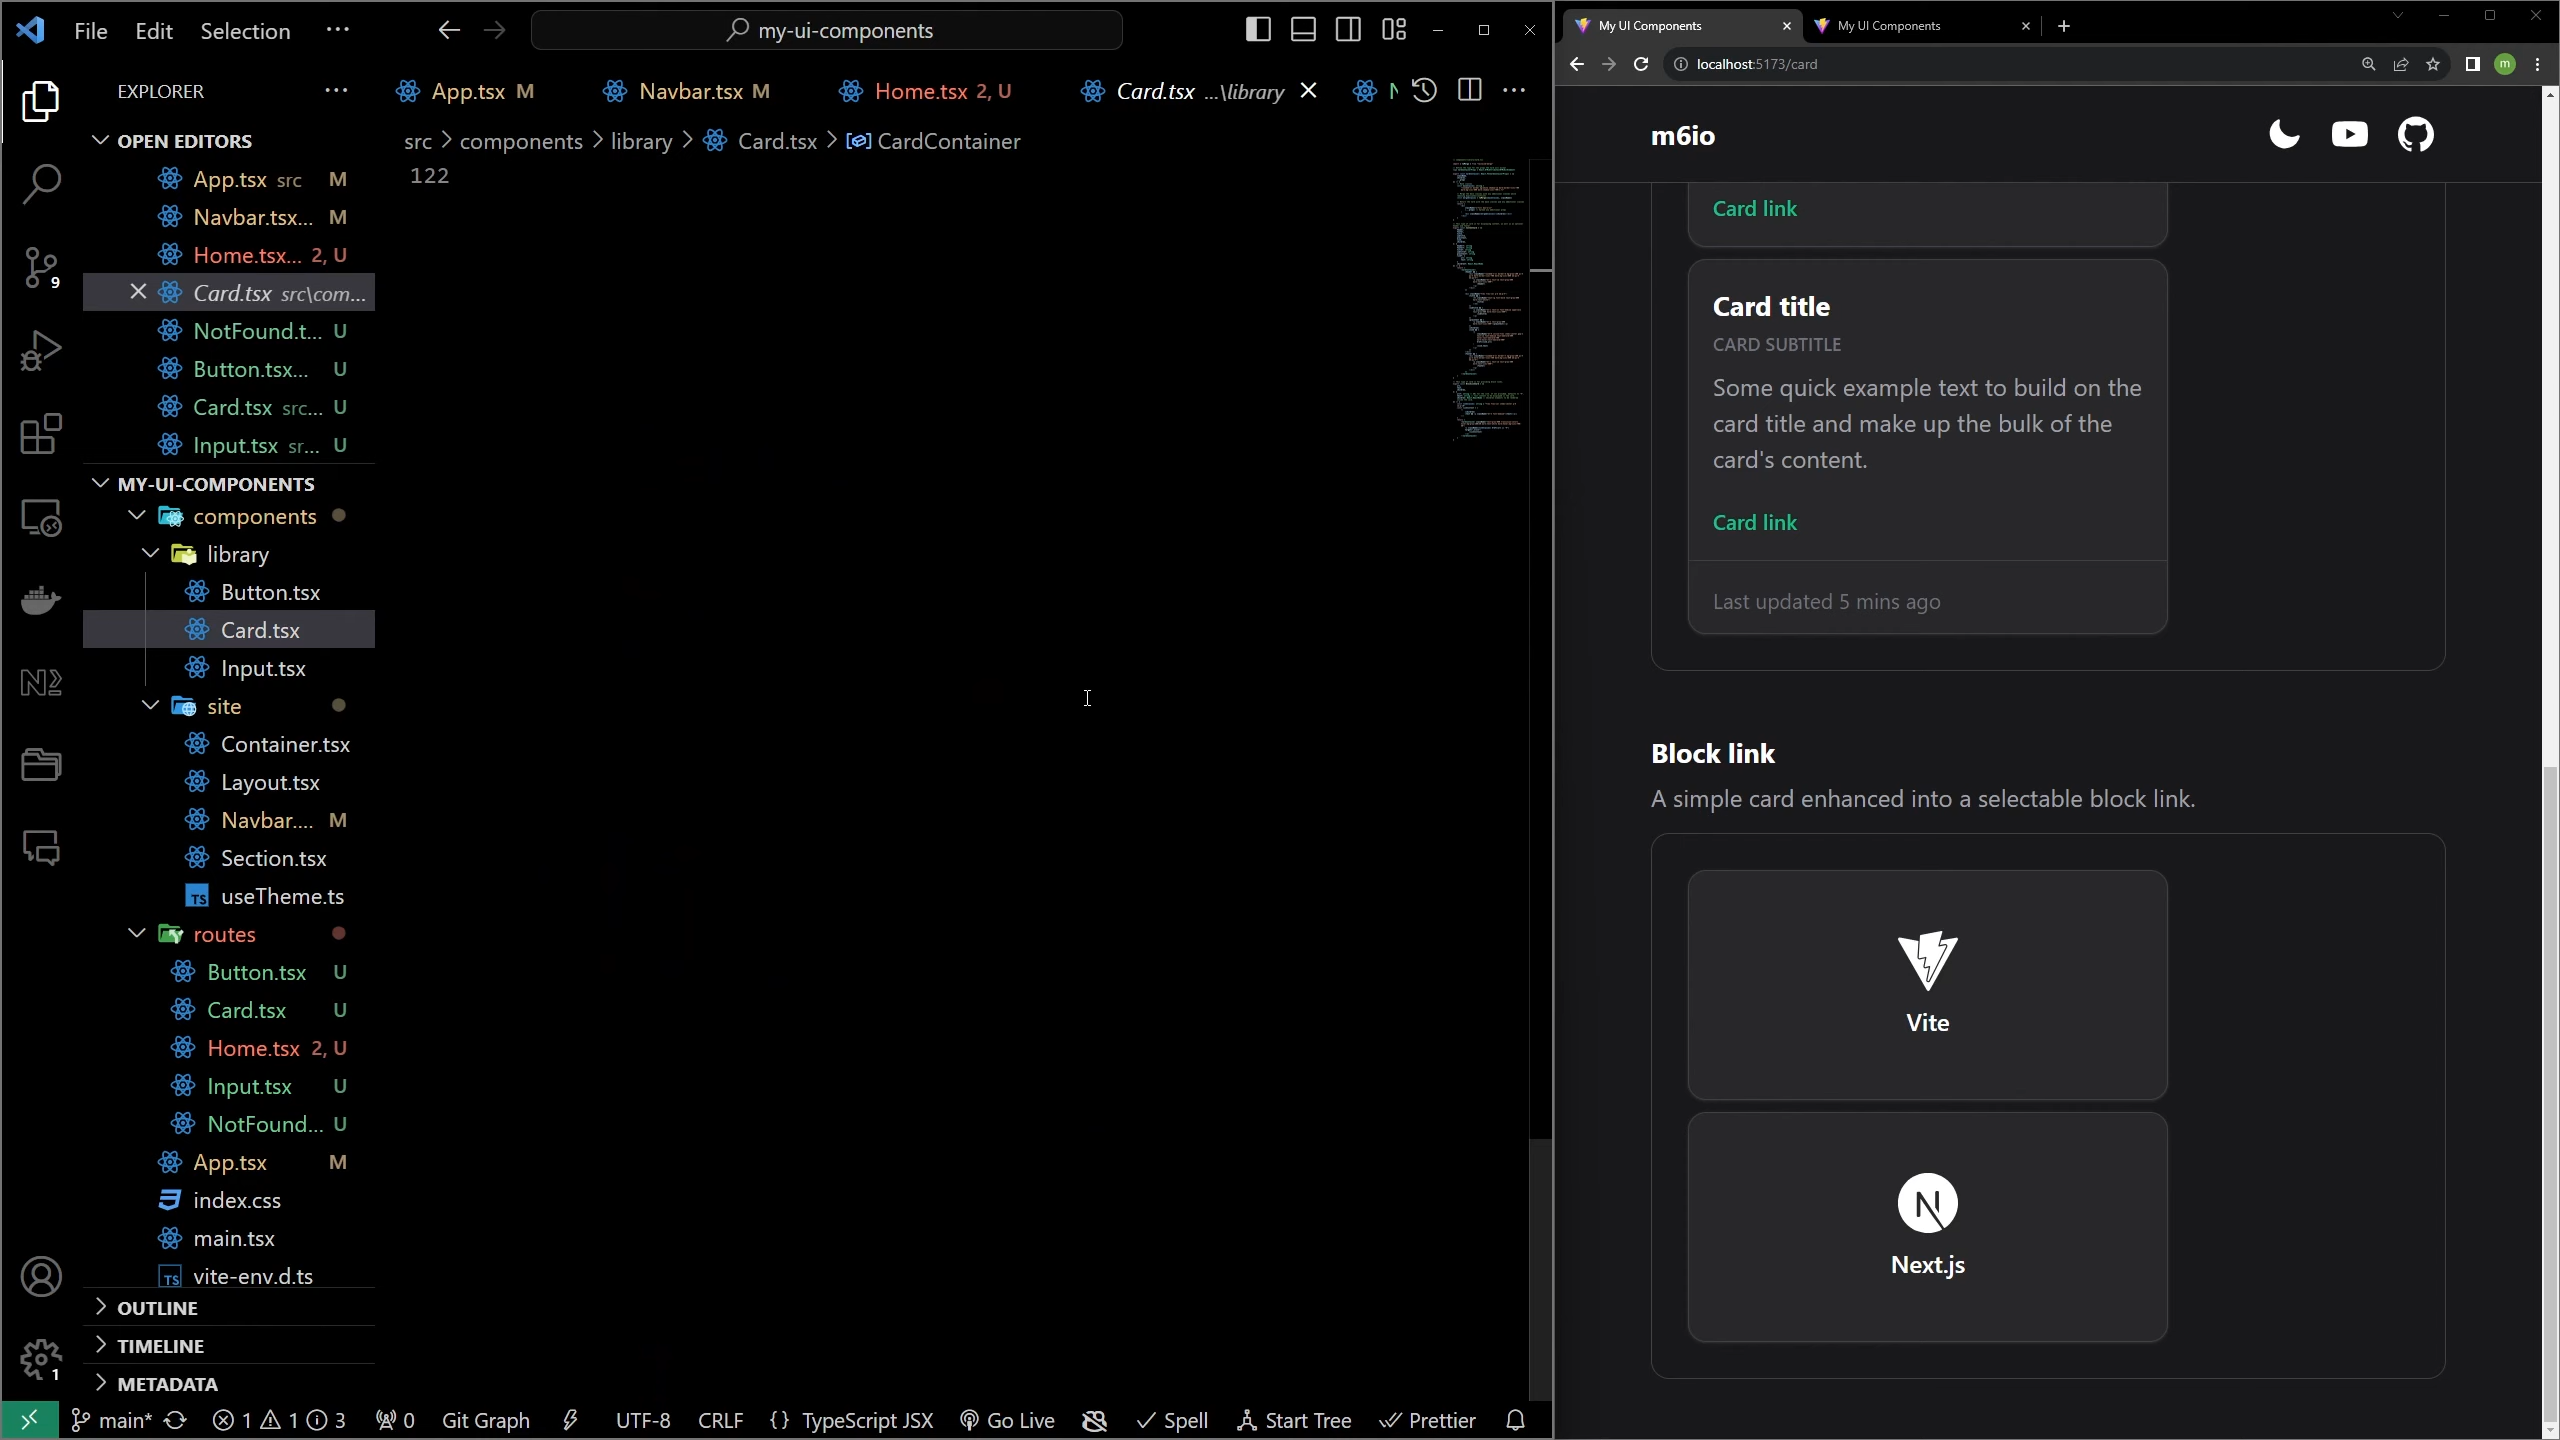 File Edit Selection ··· my-ui-components
EXPLORER ···
OPEN EDITORS
App.tsx src M
Navbar.tsx... M
Home.tsx... 2, U
Card.tsx src\com...
NotFound.t... U
Button.tsx... U
Card.tsx src... U
Input.tsx sr... U
MY-UI-COMPONENTS
components
library
Button.tsx
Card.tsx
Input.tsx
site
Container.tsx
Layout.tsx
Navbar.... M
Section.tsx
useTheme.ts
routes
Button.tsx U
Card.tsx U
Home.tsx 2, U
Input.tsx U
NotFound... U
App.tsx M
index.css
main.tsx
vite-env.d.ts
OUTLINE
TIMELINE
METADATA
9
1
App.tsx M Navbar.tsx M Home.tsx 2, U Card.tsx ...\library
src > components > library > Card.tsx > CardContainer
122
main* 1 1 3 0 Git Graph UTF-8 CRLF {} TypeScript JSX Go Live Spell Start Tree Prettier
My UI Components My UI Components
localhost:5173/card
m
m6io
Card link
Card title
CARD SUBTITLE
Some quick example text to build on the
card title and make up the bulk of the
card's content.
Card link
Last updated 5 mins ago
Block link
A simple card enhanced into a selectable block link.
Vite
N
Next.js